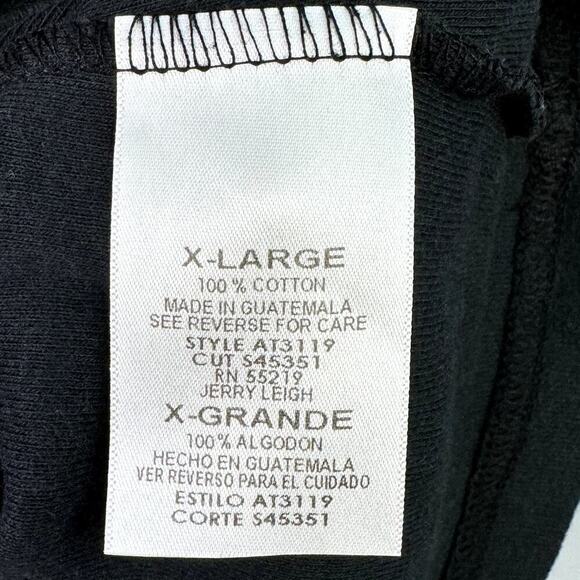 X-LARGE
100 % COTTON
MADE IN GUATEMALA
SEE REVERSE FOR CARE
STYLE AT3119
CUT S45351
RN 55219
JERRY LEIGH
X-GRANDE
100 % ALGODON
HECHO EN GUATEMALA
VER REVERSO PARA EL CUIDADO
ESTILO AT3119
CORTE S45351